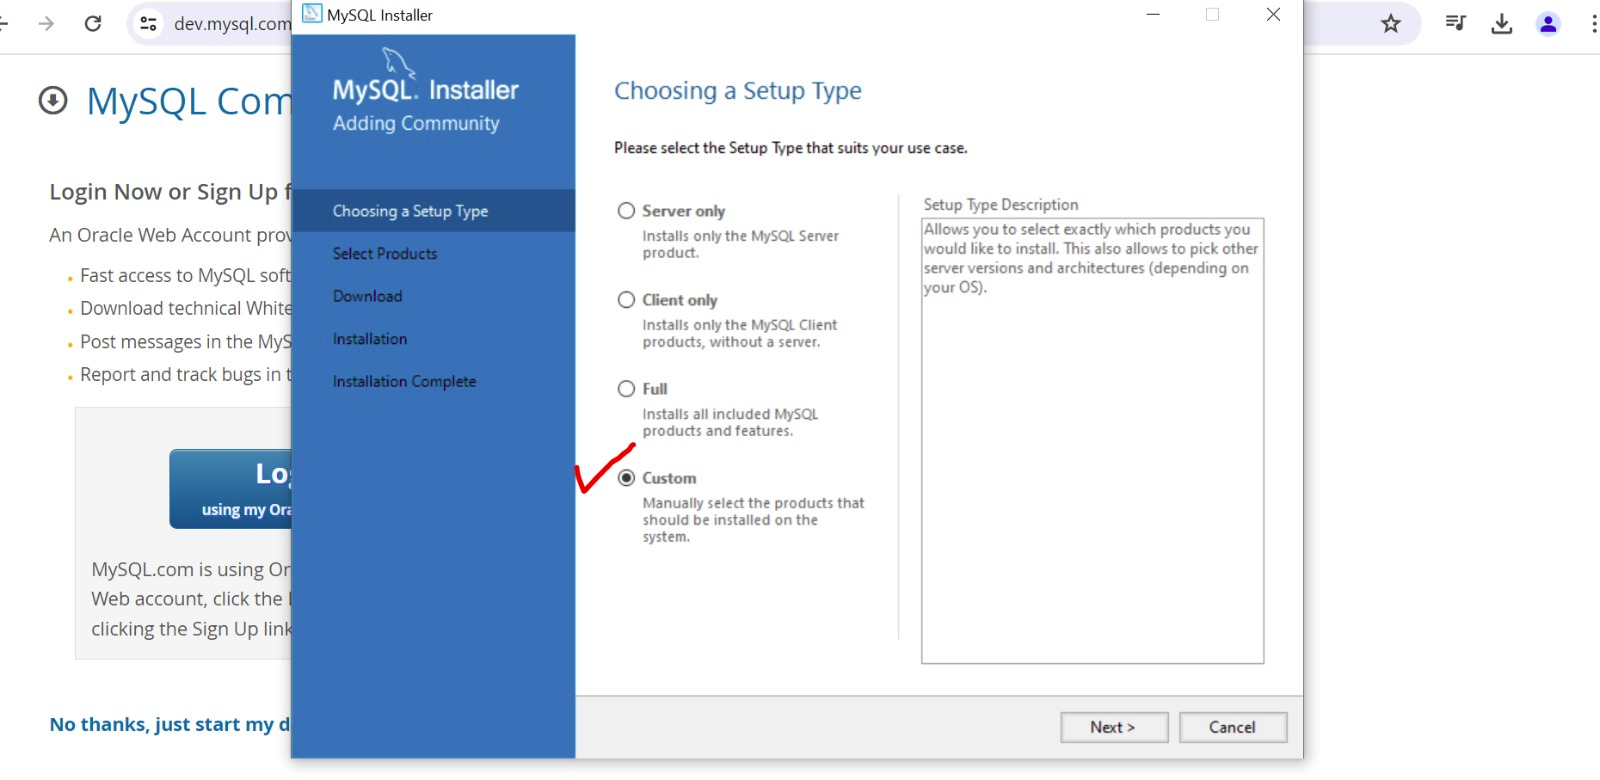 dev.mysql.com
MySQL Installer
MySQL Com
Login Now or Sign Up f
An Oracle Web Account prov
Fast access to MySQL soft
Download technical White
Post messages in the MyS
Report and track bugs in t
Log
using my Ora
MySQL.com is using Or
Web account, click the l
clicking the Sign Up link
No thanks, just start my d
MySQL. Installer
Adding Community
Choosing a Setup Type
Select Products
Download
Installation
Installation Complete
Choosing a Setup Type
Please select the Setup Type that suits your use case.
Server only
Installs only the MySQL Server
product.
Client only
Installs only the MySQL Client
products, without a server.
Full
Installs all included MySQL
products and features.
Custom
Manually select the products that
should be installed on the
system.
Setup Type Description
Allows you to select exactly which products you
would like to install. This also allows to pick other
server versions and architectures (depending on
your OS).
Next >
Cancel